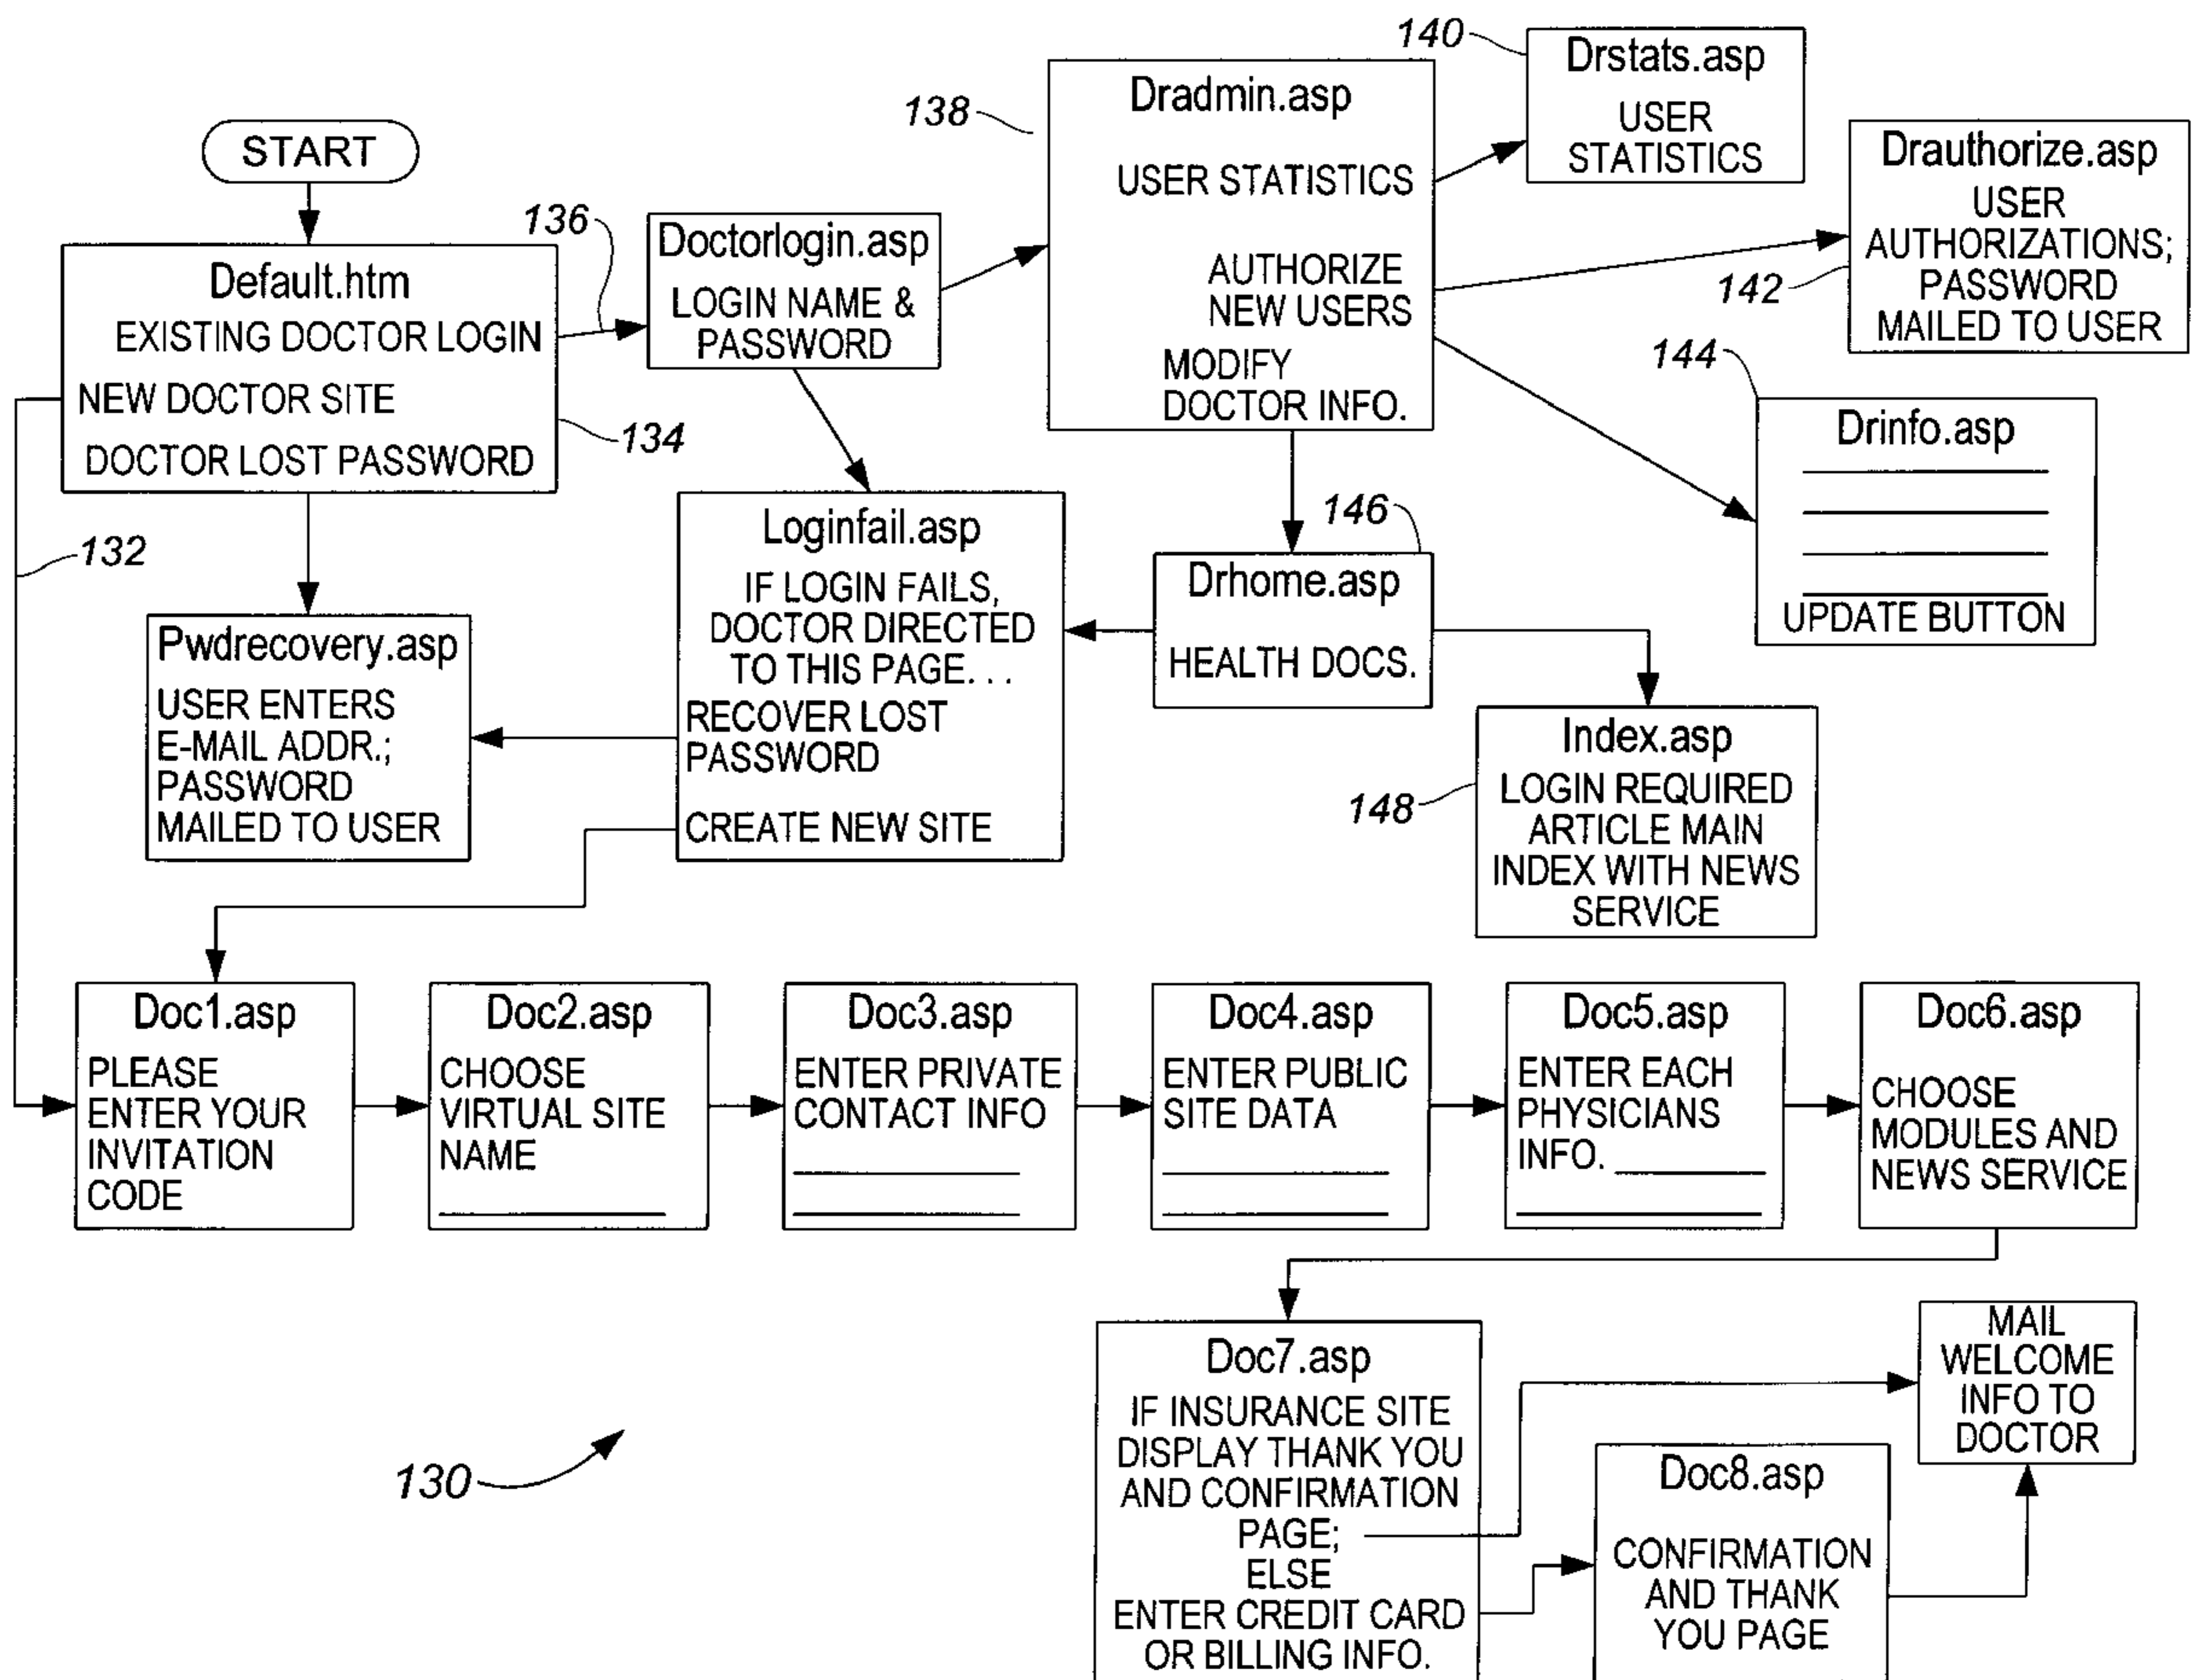 START
Default.htm
EXISTING DOCTOR LOGIN
NEW DOCTOR SITE
DOCTOR LOST PASSWORD
134
136
132
Doctorlogin.asp
LOGIN NAME &
PASSWORD
138
Dradmin.asp
USER STATISTICS
AUTHORIZE
NEW USERS
MODIFY
DOCTOR INFO.
140
Drstats.asp
USER
STATISTICS
Drauthorize.asp
USER
AUTHORIZATIONS;
PASSWORD
MAILED TO USER
142
144
Drinfo.asp
UPDATE BUTTON
Pwdrecovery.asp
USER ENTERS
E-MAIL ADDR.;
PASSWORD
MAILED TO USER
Loginfail.asp
IF LOGIN FAILS,
DOCTOR DIRECTED
TO THIS PAGE. . .
RECOVER LOST
PASSWORD
CREATE NEW SITE
146
Drhome.asp
HEALTH DOCS.
148
Index.asp
LOGIN REQUIRED
ARTICLE MAIN
INDEX WITH NEWS
SERVICE
Doc1.asp
PLEASE
ENTER YOUR
INVITATION
CODE
Doc2.asp
CHOOSE
VIRTUAL SITE
NAME
Doc3.asp
ENTER PRIVATE
CONTACT INFO
Doc4.asp
ENTER PUBLIC
SITE DATA
Doc5.asp
ENTER EACH
PHYSICIANS
INFO.
Doc6.asp
CHOOSE
MODULES AND
NEWS SERVICE
Doc7.asp
IF INSURANCE SITE
DISPLAY THANK YOU
AND CONFIRMATION
PAGE;
ELSE
ENTER CREDIT CARD
OR BILLING INFO.
Doc8.asp
CONFIRMATION
AND THANK
YOU PAGE
MAIL
WELCOME
INFO TO
DOCTOR
130